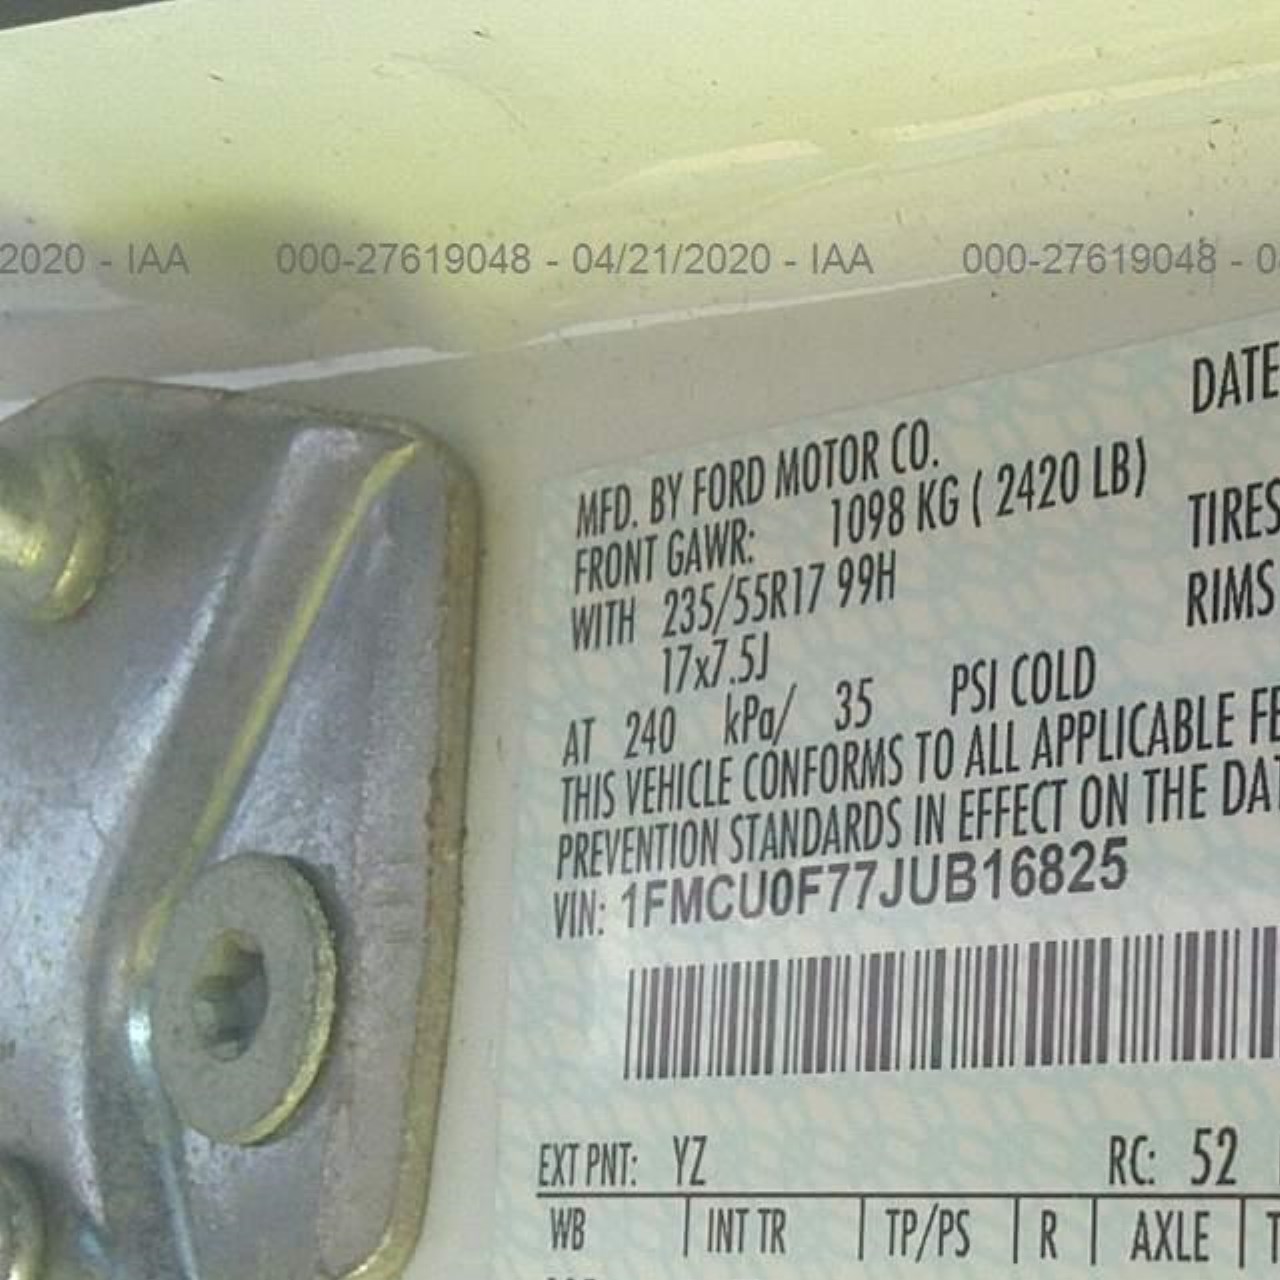 2020 - IAA 000-27619048 - 04/21/2020 - IAA 000-27619048 - 0
DATE
MFD. BY FORD MOTOR CO.
FRONT GAWR: 1098 KG ( 2420 LB)
TIRES
WITH 235/55R17 99H
RIMS
17x7.5J
AT 240 kPa/ 35 PSI COLD
THIS VEHICLE CONFORMS TO ALL APPLICABLE FE
PREVENTION STANDARDS IN EFFECT ON THE DAT
VIN: 1FMCU0F77JUB16825
EXT PNT: YZ RC: 52
WB INT TR TP/PS R AXLE T